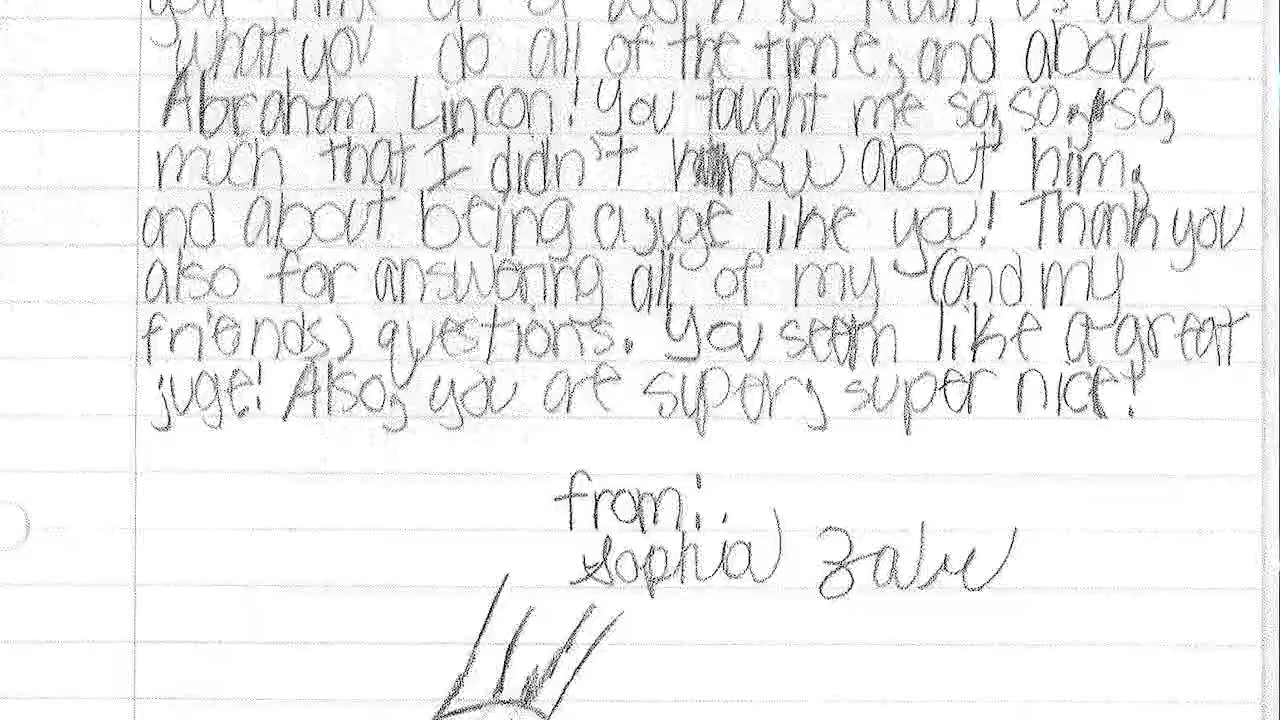 what you do all of the time, and about
Abraham Lincon! You taught me so, so, so,
much that I didn't know about him,
and about being a juge like you! Thank you
also for answering all of my (and my
friends) questions. You seem like a great
juge! Also, you are super, super nice!
from:
Sophia